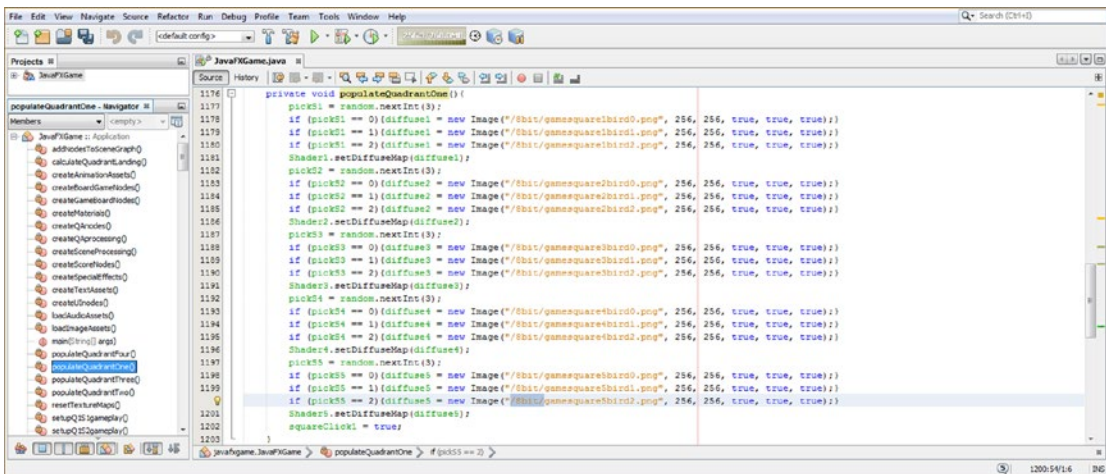 File Edit View Navigate Source Refactor Run Debug Profile Team Tools Window Help
Search (Ctrl+I)
<default config>
Projects
JavaFXGame
populateQuadrantOne - Navigator
Members <empty>
JavaFXGame :: Application
addNodesToSceneGraph()
calculateQuadrantLanding()
createAnimationAssets()
createBoardGameNodes()
createGameBoardNodes()
createMaterials()
createQAnodes()
createQAprocessing()
createSceneProcessing()
createScoreNodes()
createSpecialEffects()
createTextAssets()
createUInodes()
loadAudioAssets()
loadImageAssets()
main(String[] args)
populateQuadrantFour()
populateQuadrantOne()
populateQuadrantThree()
populateQuadrantTwo()
resetTextureMaps()
setupQ1S1gameplay()
setupQ1S2gameplay()
JavaFXGame.java
Source History
1176 private void populateQuadrantOne(){
1177 pickS1 = random.nextInt(3);
1178 if (pickS1 == 0){diffuse1 = new Image("/8bit/gamesquare1bird0.png", 256, 256, true, true, true);}
1179 if (pickS1 == 1){diffuse1 = new Image("/8bit/gamesquare1bird1.png", 256, 256, true, true, true);}
1180 if (pickS1 == 2){diffuse1 = new Image("/8bit/gamesquare1bird2.png", 256, 256, true, true, true);}
1181 Shader1.setDiffuseMap(diffuse1);
1182 pickS2 = random.nextInt(3);
1183 if (pickS2 == 0){diffuse2 = new Image("/8bit/gamesquare2bird0.png", 256, 256, true, true, true);}
1184 if (pickS2 == 1){diffuse2 = new Image("/8bit/gamesquare2bird1.png", 256, 256, true, true, true);}
1185 if (pickS2 == 2){diffuse2 = new Image("/8bit/gamesquare2bird2.png", 256, 256, true, true, true);}
1186 Shader2.setDiffuseMap(diffuse2);
1187 pickS3 = random.nextInt(3);
1188 if (pickS3 == 0){diffuse3 = new Image("/8bit/gamesquare3bird0.png", 256, 256, true, true, true);}
1189 if (pickS3 == 1){diffuse3 = new Image("/8bit/gamesquare3bird1.png", 256, 256, true, true, true);}
1190 if (pickS3 == 2){diffuse3 = new Image("/8bit/gamesquare3bird2.png", 256, 256, true, true, true);}
1191 Shader3.setDiffuseMap(diffuse3);
1192 pickS4 = random.nextInt(3);
1193 if (pickS4 == 0){diffuse4 = new Image("/8bit/gamesquare4bird0.png", 256, 256, true, true, true);}
1194 if (pickS4 == 1){diffuse4 = new Image("/8bit/gamesquare4bird1.png", 256, 256, true, true, true);}
1195 if (pickS4 == 2){diffuse4 = new Image("/8bit/gamesquare4bird2.png", 256, 256, true, true, true);}
1196 Shader4.setDiffuseMap(diffuse4);
1197 pickS5 = random.nextInt(3);
1198 if (pickS5 == 0){diffuse5 = new Image("/8bit/gamesquare5bird0.png", 256, 256, true, true, true);}
1199 if (pickS5 == 1){diffuse5 = new Image("/8bit/gamesquare5bird1.png", 256, 256, true, true, true);}
if (pickS5 == 2){diffuse5 = new Image("/8bit/gamesquare5bird2.png", 256, 256, true, true, true);}
1201 Shader5.setDiffuseMap(diffuse5);
1202 squareClick1 = true;
1203 }
javafxgame.JavaFXGame populateQuadrantOne if (pickS5 == 2)
1200:54/1:6 INS